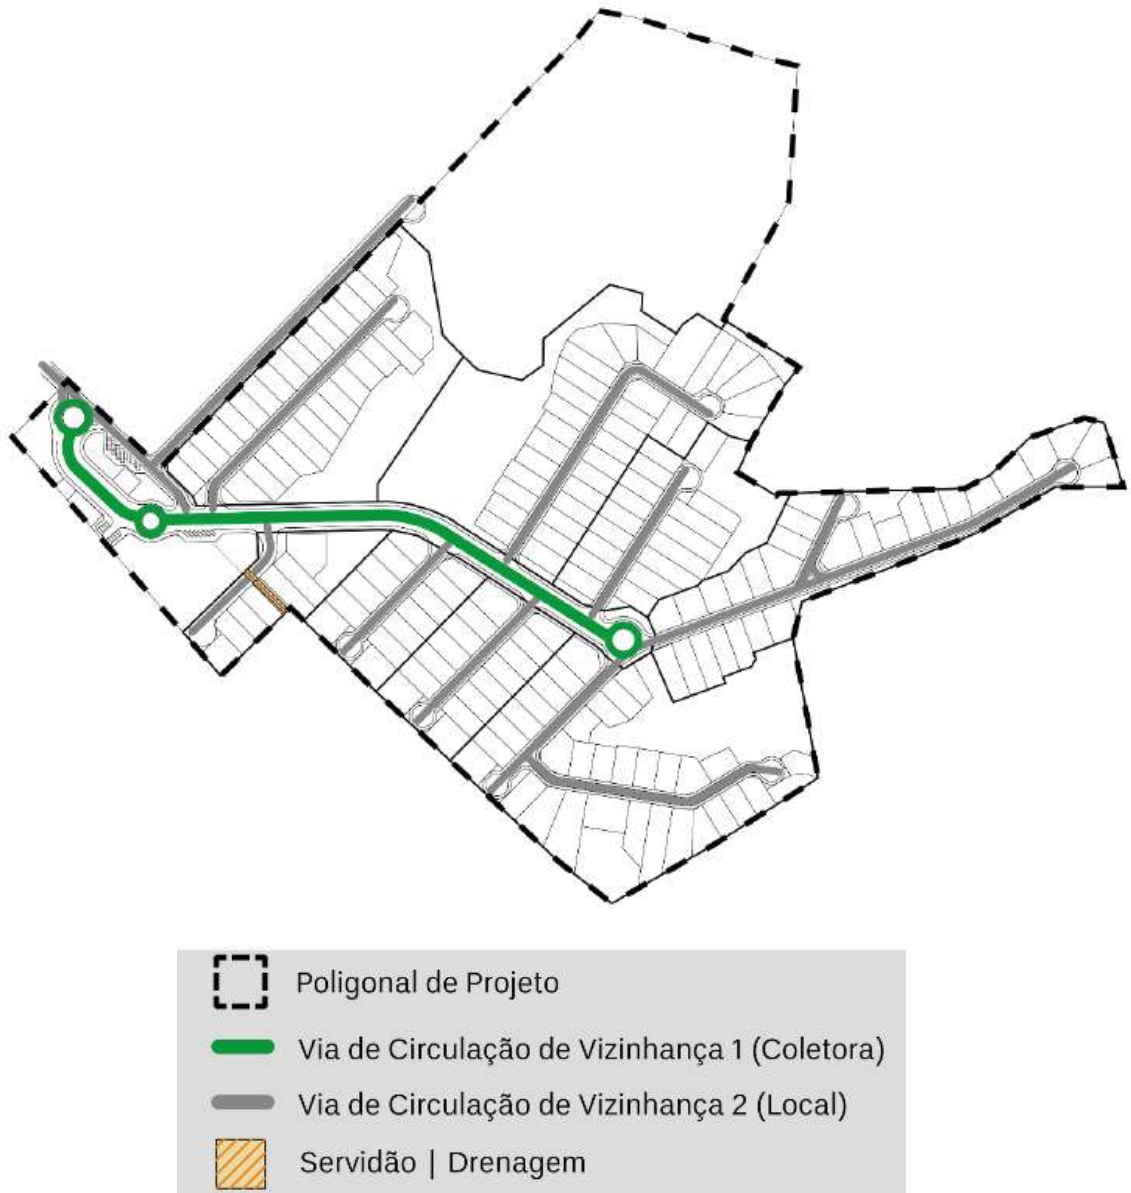 Poligonal de Projeto
Via de Circulação de Vizinhança 1 (Coletora)
Via de Circulação de Vizinhança 2 (Local)
Servidão | Drenagem